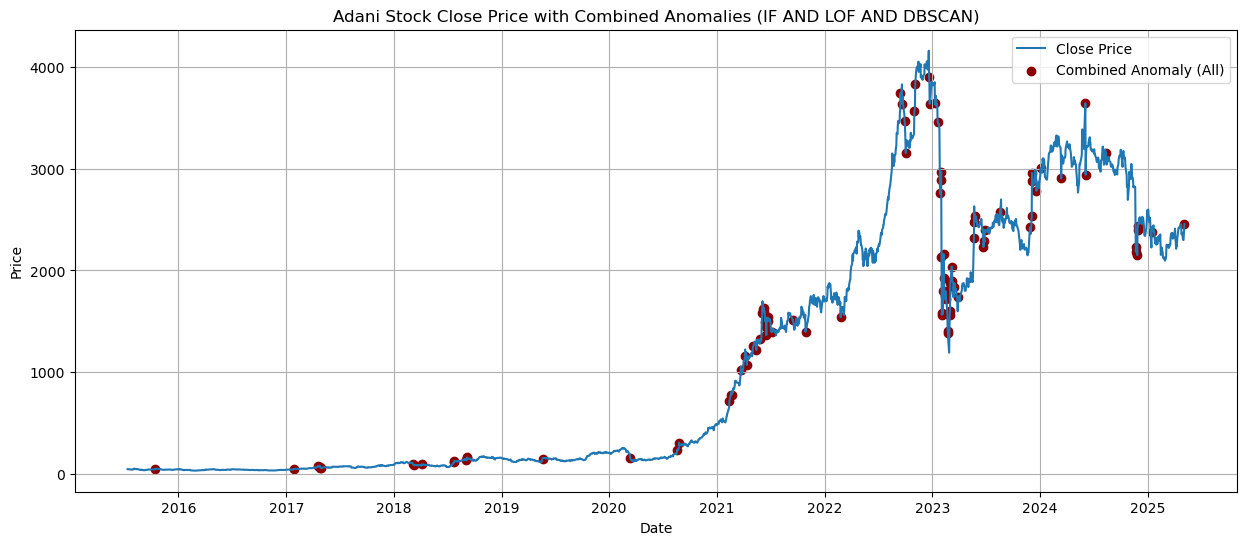 Adani Stock Close Price with Combined Anomalies (IF AND LOF AND DBSCAN)
Close Price
Combined Anomaly (All)
Price
4000
3000
2000
1000
0
2016 2017 2018 2019 2020 2021 2022 2023 2024 2025
Date